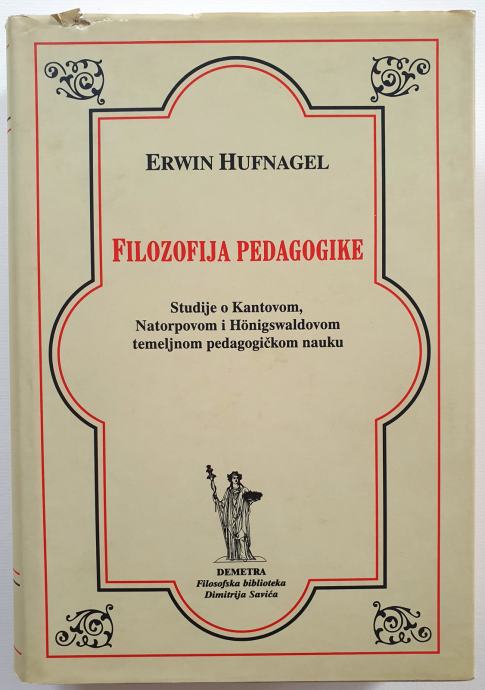 ERWIN HUFNAGEL
FILOZOFIJA PEDAGOGIKE
Studije o Kantovom,
Natorpovom i Hönigswaldovom
temeljnom pedagogičkom nauku
DEMETRA
Filosofska biblioteka
Dimitrija Savića